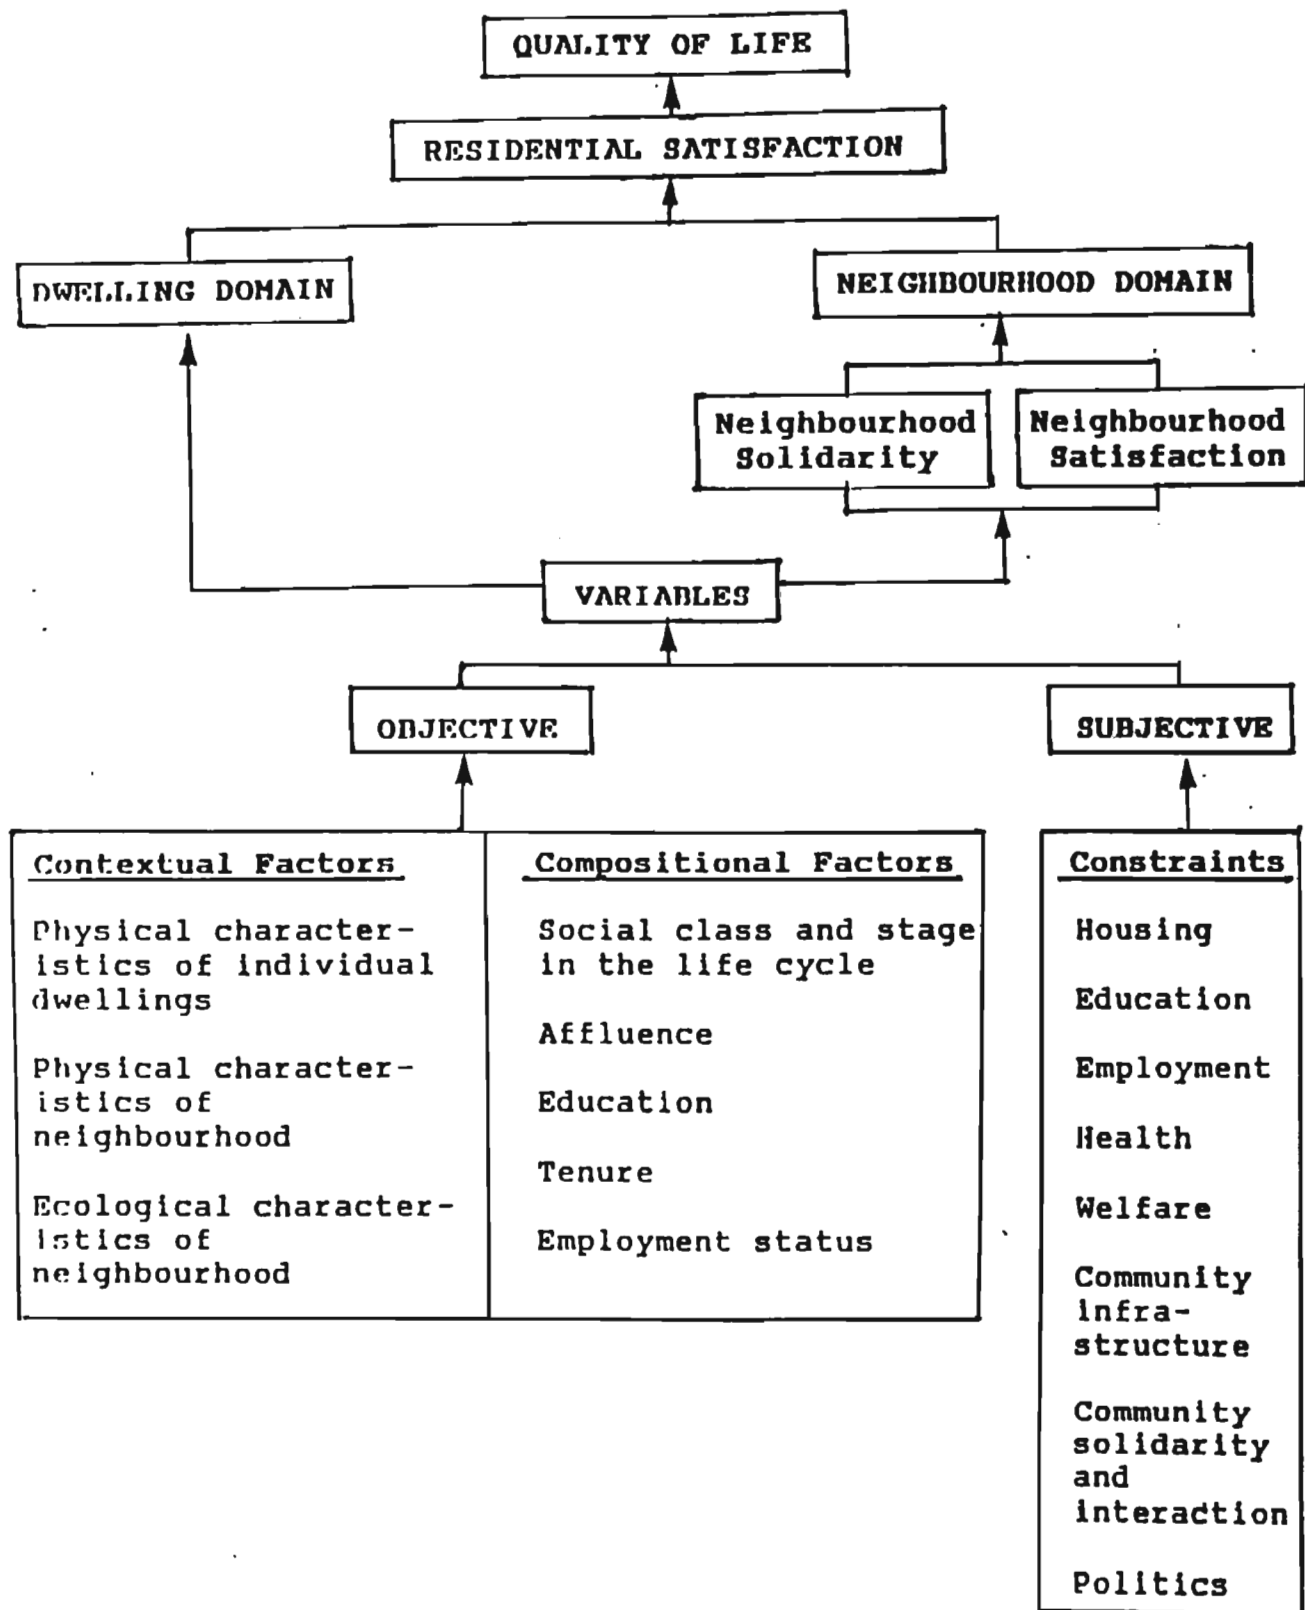 QUALITY OF LIFE
RESIDENTIAL SATISFACTION
DWELLING DOMAIN
NEIGHBOURHOOD DOMAIN
Neighbourhood
Solidarity
Neighbourhood
Satisfaction
VARIABLES
OBJECTIVE
SUBJECTIVE
Contextual Factors
Physical character-
istics of individual
dwellings
Physical character-
istics of
neighbourhood
Ecological character-
istics of
neighbourhood
Compositional Factors
Social class and stage
in the life cycle
Affluence
Education
Tenure
Employment status
Constraints
Housing
Education
Employment
Health
Welfare
Community
infra-
structure
Community
solidarity
and
interaction
Politics